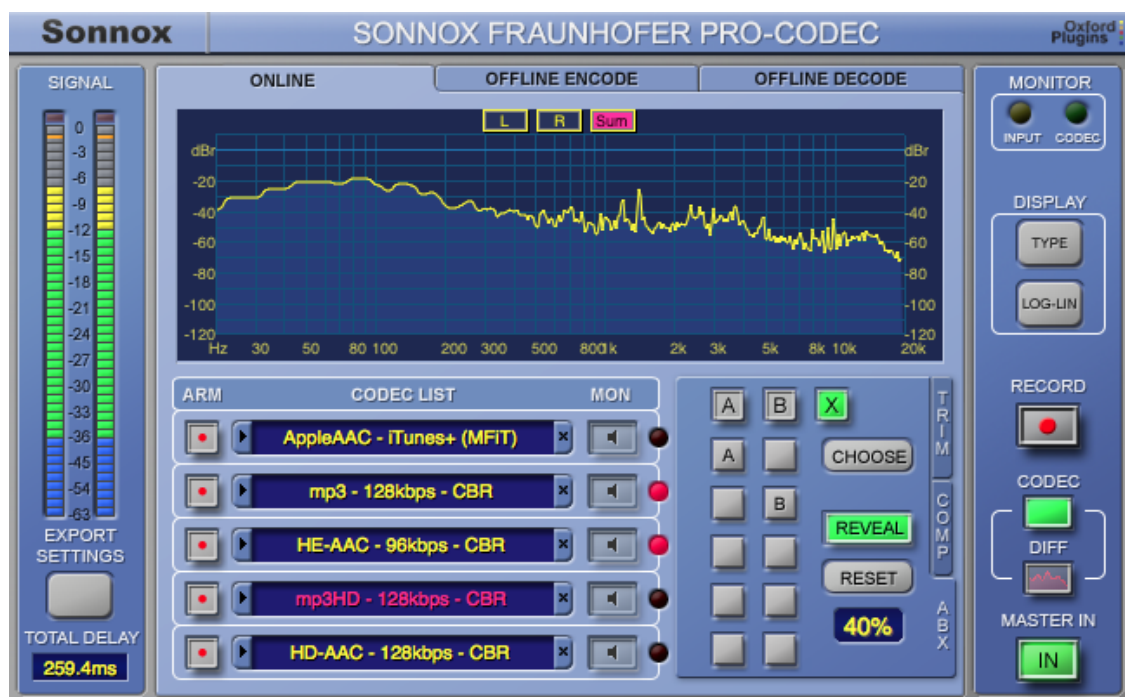 Sonnox
SONNOX FRAUNHOFER PRO-CODEC
Oxford
Plugins
SIGNAL
0
-3
-6
-9
-12
-15
-18
-21
-24
-27
-30
-33
-36
-45
-54
-63
EXPORT
SETTINGS
TOTAL DELAY
259.4ms
ONLINE
OFFLINE ENCODE
OFFLINE DECODE
L R Sum
dBr dBr
-20 -20
-40 -40
-60 -60
-80 -80
-100 -100
-120 -120
Hz 30 50 80 100 200 300 500 800 1k 2k 3k 5k 8k 10k 20k
ARM CODEC LIST MON
AppleAAC - iTunes+ (MFiT) ×
mp3 - 128kbps - CBR ×
HE-AAC - 96kbps - CBR ×
mp3HD - 128kbps - CBR ×
HD-AAC - 128kbps - CBR ×
A B X
A CHOOSE
B
REVEAL
RESET
40%
TRIM
COMP
ABX
MONITOR
INPUT CODEC
DISPLAY
TYPE
LOG-LIN
RECORD
CODEC
DIFF
MASTER IN
IN